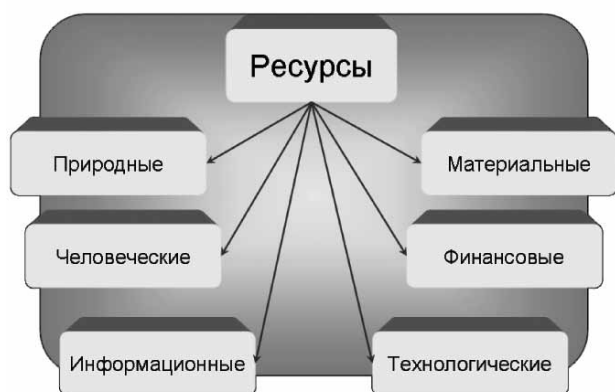 Ресурсы
Природные
Материальные
Человеческие
Финансовые
Информационные
Технологические